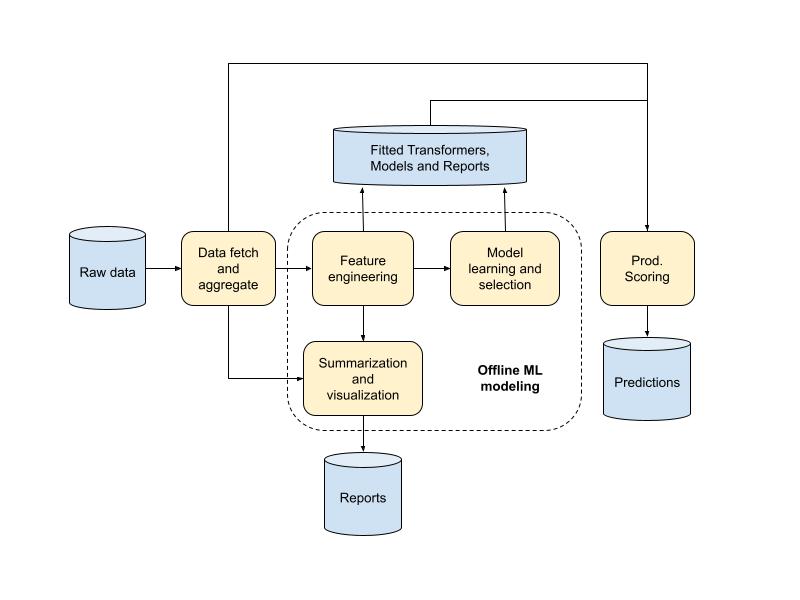 Fitted Transformers,
Models and Reports
Raw data
Data fetch
and
aggregate
Feature
engineering
Model
learning and
selection
Prod.
Scoring
Summarization
and
visualization
Offline ML
modeling
Predictions
Reports